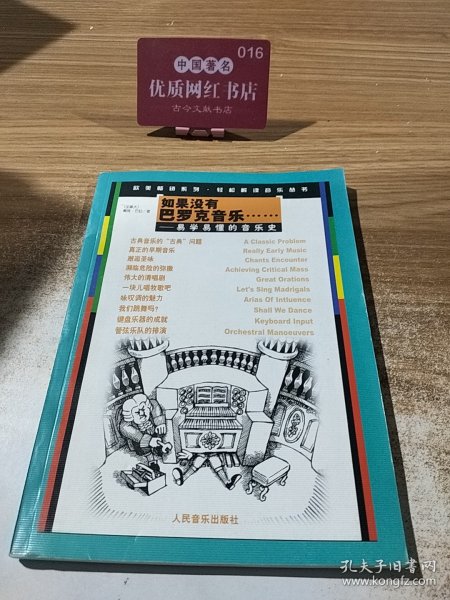 016
中国著名
优质网红书店
古今文献书店
欧美畅销系列·轻松解读音乐丛书
如果没有
巴罗克音乐……
——易学易懂的音乐史
古典音乐的“古典”问题 A Classic Problem
真正的早期音乐 Really Early Music
邂逅圣咏 Chants Encounter
濒临危险的弥撒 Achieving Critical Mass
伟大的清唱剧 Great Orations
一块儿唱牧歌吧 Let's Sing Madrigals
咏叹调的魅力 Arias Of Intluence
我们跳舞吗？ Shall We Dance
键盘乐器的成就 Keyboard Input
管弦乐队的排演 Orchestral Manoeuvers
人民音乐出版社
孔夫子旧书网
www.kongfz.com